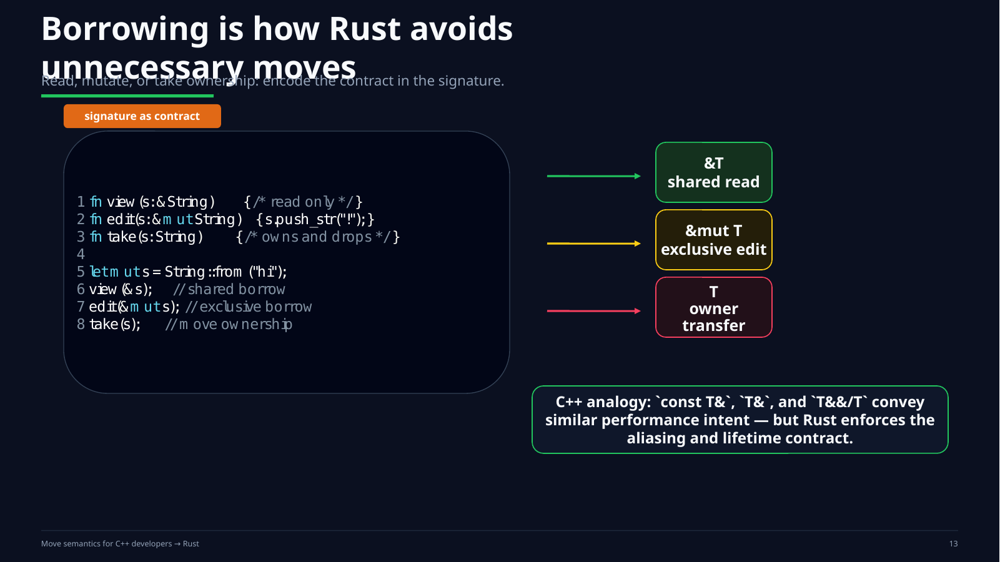 Borrowing is how Rust avoids
unnecessary moves
Read, mutate, or take ownership: encode the contract in the signature.
signature as contract
1 fn view(s: &String)    { /* read only */ }
2 fn edit(s: &mut String)  { s.push_str("!"); }
3 fn take(s: String)    { /* owns and drops */ }
4
5 let mut s = String::from("hi");
6 view(&s);   // shared borrow
7 edit(&mut s); // exclusive borrow
8 take(s);    // move ownership
&T
shared read
&mut T
exclusive edit
T
owner
transfer
C++ analogy: `const T&`, `T&`, and `T&&/T` convey
similar performance intent — but Rust enforces the
aliasing and lifetime contract.
Move semantics for C++ developers → Rust
13